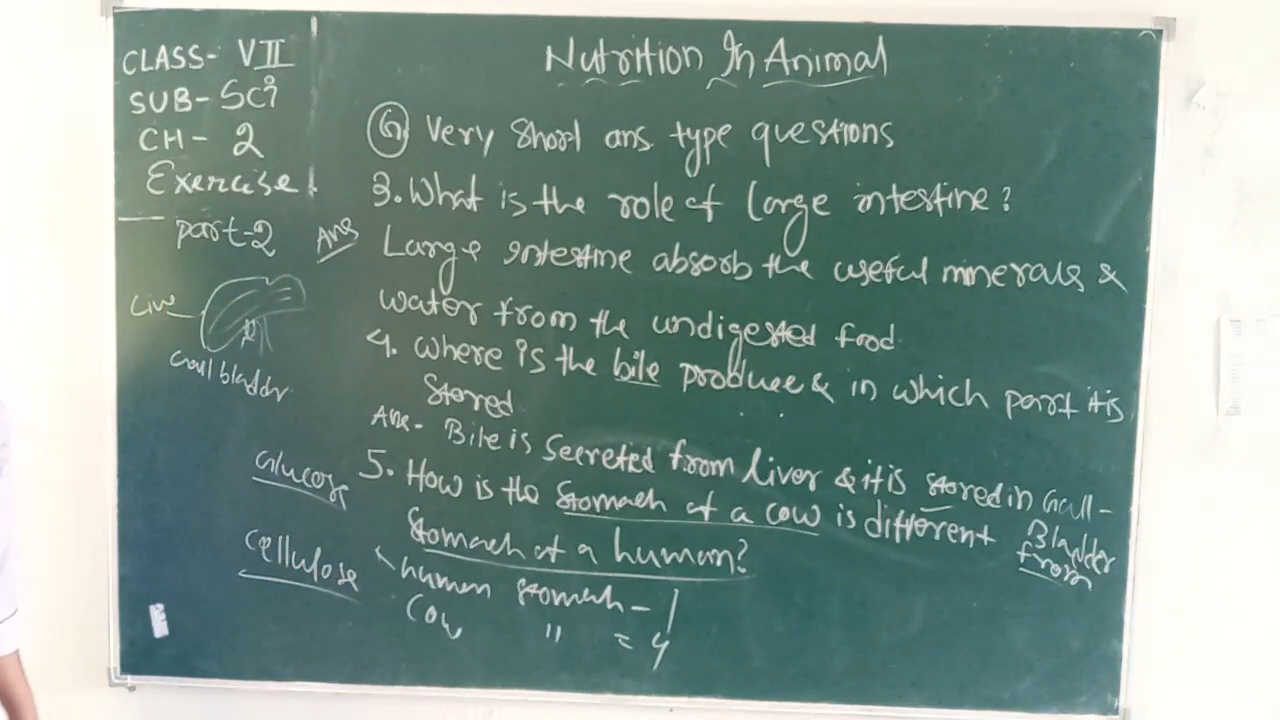 CLASS- VII
SUB- Sci
CH- 2
Exercise
part-2
Liv
Gall bladder
Glucose
cellulose
Nutrition In Animal
G Very Short ans. type questions
3. What is the role of large intestine?
Ans Large intestine absorb the useful minerals &
water from the undigested food
4. Where is the bile produce & in which part it is
Stored
Ans- Bile is Secreted from liver & it is stored in Gall-
Bladder
5. How is the Stomach of a cow is different from
Stomach of a human?
human stomach - 1
Cow " = 4